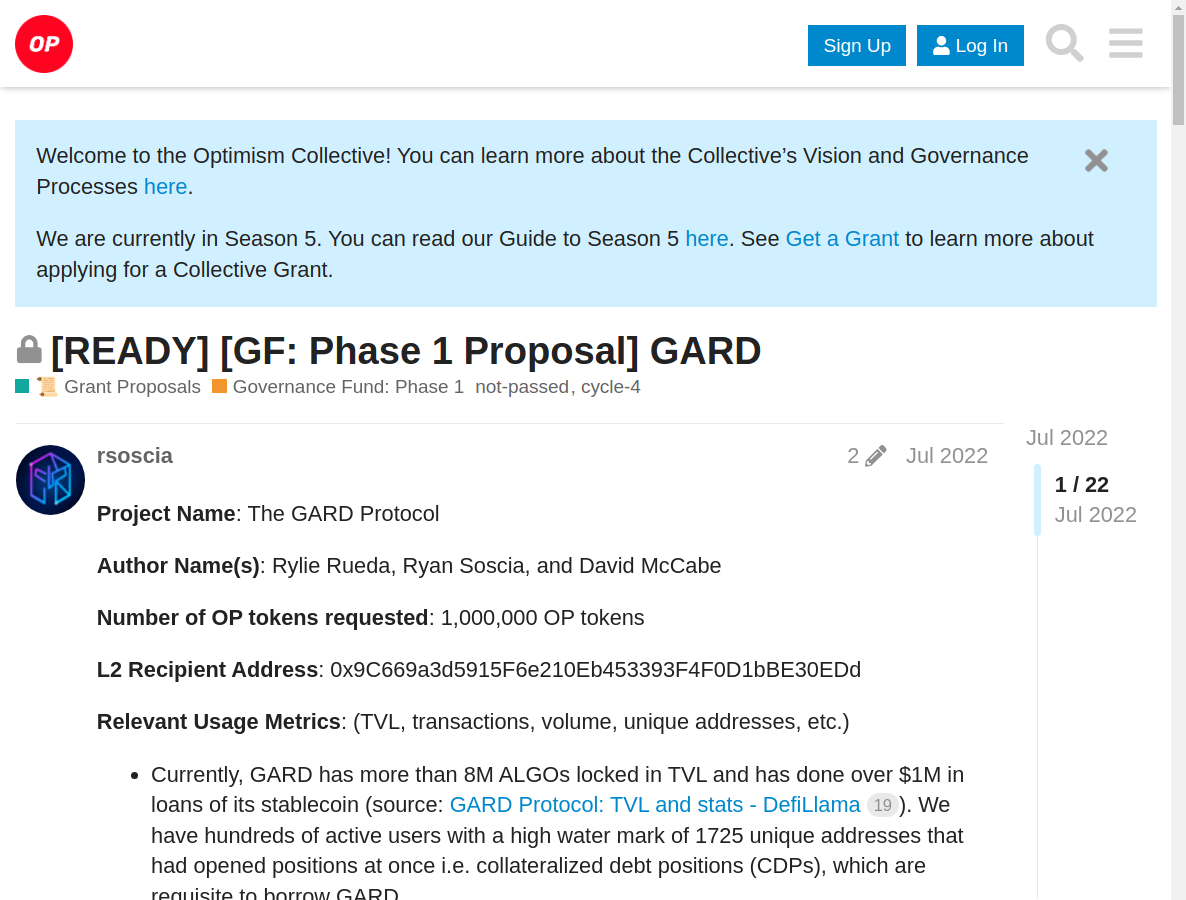 OP
Sign Up
Log In
Welcome to the Optimism Collective! You can learn more about the Collective’s Vision and Governance
Processes here.
We are currently in Season 5. You can read our Guide to Season 5 here. See Get a Grant to learn more about
applying for a Collective Grant.
[READY] [GF: Phase 1 Proposal] GARD
📜 Grant Proposals Governance Fund: Phase 1 not-passed, cycle-4
rsoscia 2 Jul 2022
Jul 2022
1 / 22
Jul 2022
Project Name: The GARD Protocol
Author Name(s): Rylie Rueda, Ryan Soscia, and David McCabe
Number of OP tokens requested: 1,000,000 OP tokens
L2 Recipient Address: 0x9C669a3d5915F6e210Eb453393F4F0D1bBE30EDd
Relevant Usage Metrics: (TVL, transactions, volume, unique addresses, etc.)
• Currently, GARD has more than 8M ALGOs locked in TVL and has done over $1M in
loans of its stablecoin (source: GARD Protocol: TVL and stats - DefiLlama 19). We
have hundreds of active users with a high water mark of 1725 unique addresses that
had opened positions at once i.e. collateralized debt positions (CDPs), which are
requisite to borrow GARD.